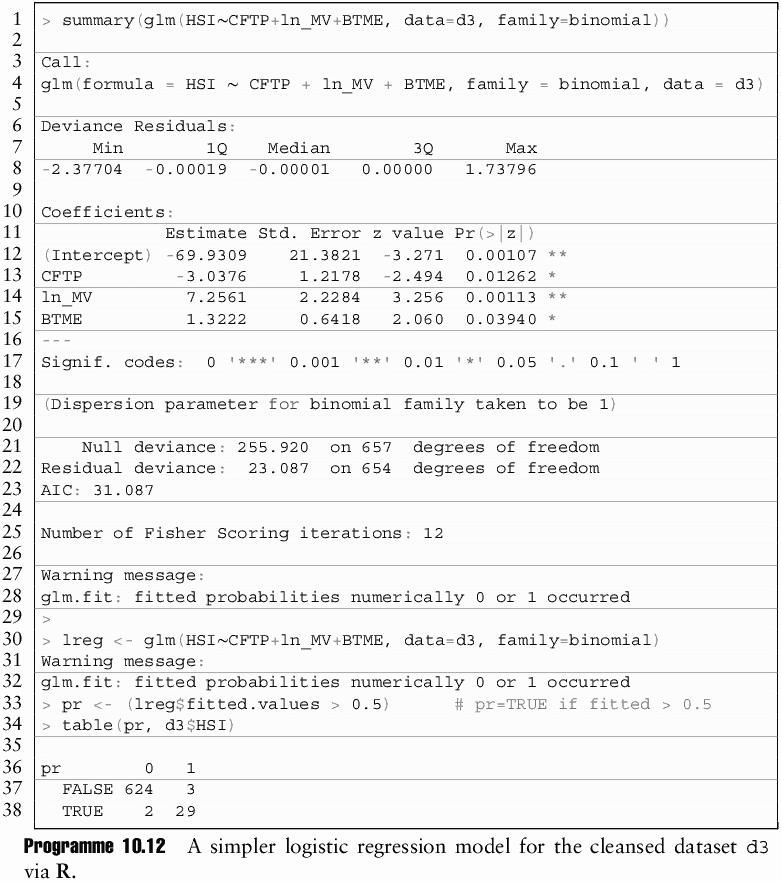 1 > summary(glm(HSI~CFTP+ln_MV+BTME, data=d3, family=binomial))
2
3 Call:
4 glm(formula = HSI ~ CFTP + ln_MV + BTME, family = binomial, data = d3)
5
6 Deviance Residuals:
7      Min        1Q    Median        3Q       Max
8 -2.37704  -0.00019  -0.00001   0.00000   1.73796
9
10 Coefficients:
11             Estimate Std. Error z value Pr(>|z|)
12 (Intercept) -69.9309    21.3821  -3.271  0.00107 **
13 CFTP         -3.0376     1.2178  -2.494  0.01262 *
14 ln_MV         7.2561     2.2284   3.256  0.00113 **
15 BTME          1.3222     0.6418   2.060  0.03940 *
16 ---
17 Signif. codes:  0 '***' 0.001 '**' 0.01 '*' 0.05 '.' 0.1 ' ' 1
18
19 (Dispersion parameter for binomial family taken to be 1)
20
21     Null deviance: 255.920  on 657  degrees of freedom
22 Residual deviance:  23.087  on 654  degrees of freedom
23 AIC: 31.087
24
25 Number of Fisher Scoring iterations: 12
26
27 Warning message:
28 glm.fit: fitted probabilities numerically 0 or 1 occurred
29 >
30 > lreg <- glm(HSI~CFTP+ln_MV+BTME, data=d3, family=binomial)
31 Warning message:
32 glm.fit: fitted probabilities numerically 0 or 1 occurred
33 > pr <- (lreg$fitted.values > 0.5)      # pr=TRUE if fitted > 0.5
34 > table(pr, d3$HSI)
35
36 pr        0   1
37   FALSE 624   3
38   TRUE    2  29
Programme 10.12 A simpler logistic regression model for the cleansed dataset d3
via R.